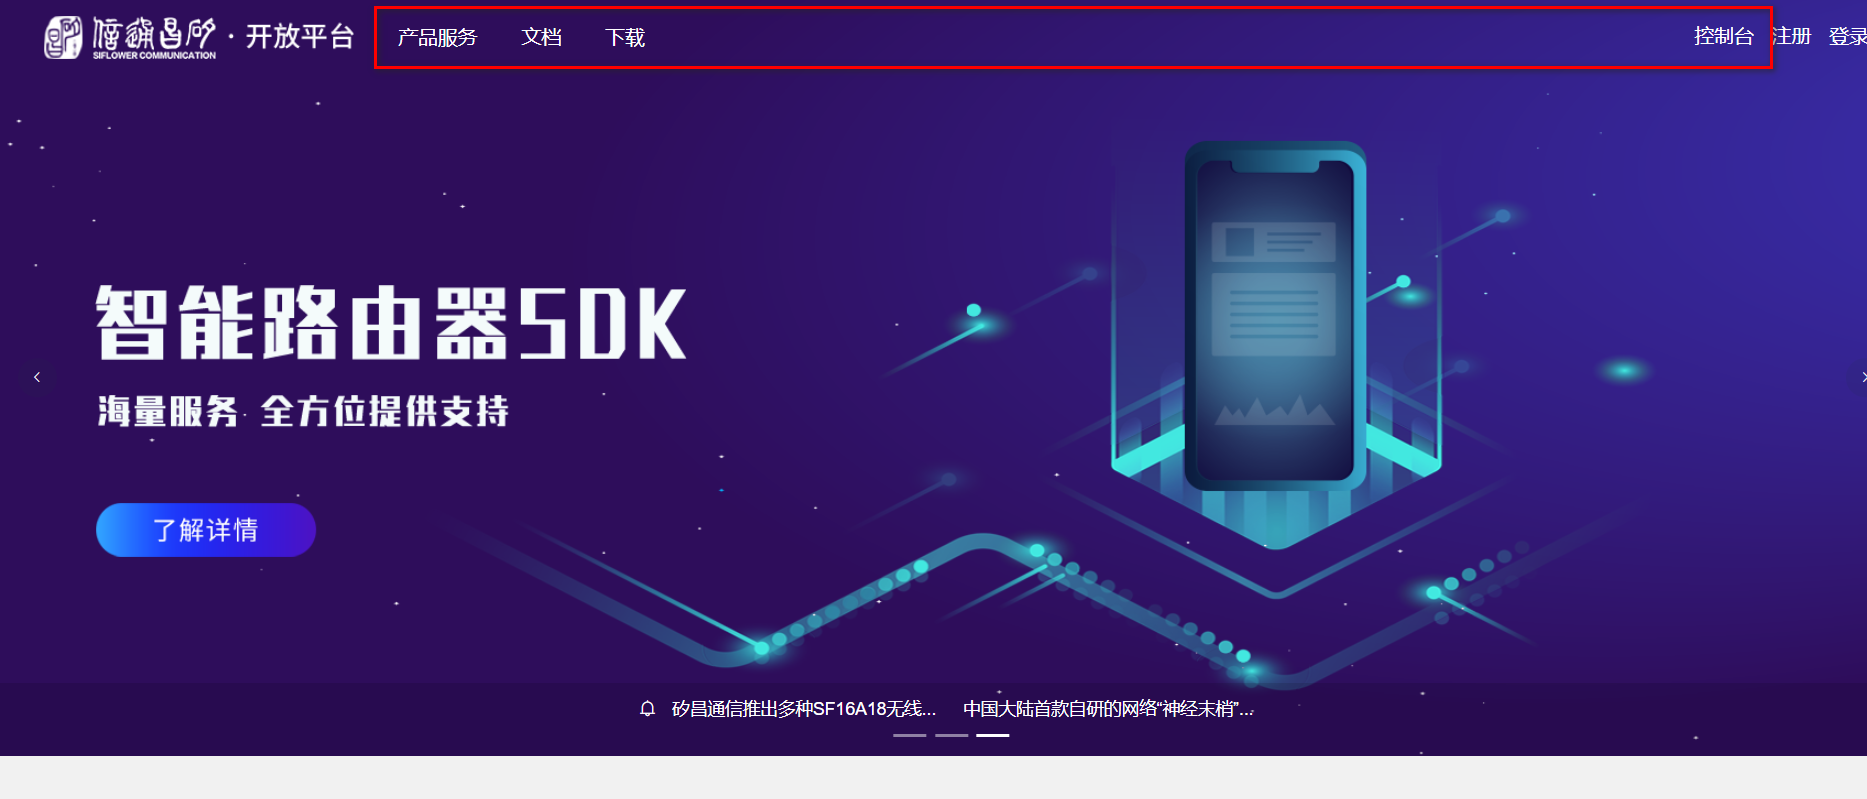 信矽昌矽 · 开放平台
SIFLOWER COMMUNICATION
产品服务 文档 下载 控制台 注册 登录
智能路由器SDK
海量服务 全方位提供支持
了解详情
矽昌通信推出多种SF16A18无线... 中国大陆首款自研的网络“神经末梢”...